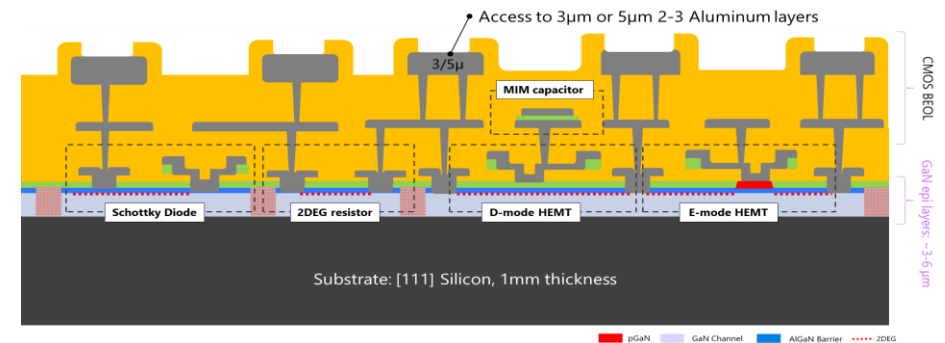 Access to 3μm or 5μm 2-3 Aluminum layers
3/5μ
MIM capacitor
CMOS BEOL
Schottky Diode
2DEG resistor
D-mode HEMT
E-mode HEMT
GaN epi layers: ~3-6 μm
Substrate: [111] Silicon, 1mm thickness
pGaN
GaN Channel
AlGaN Barrier
2DEG